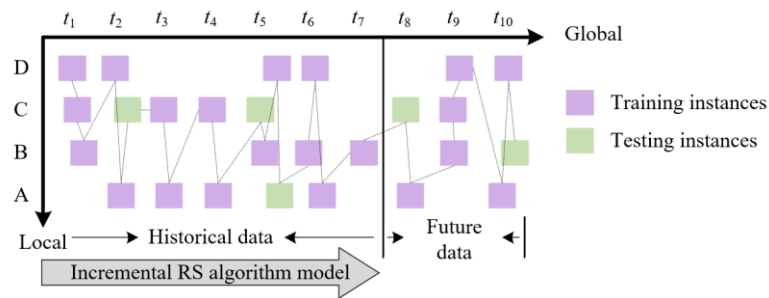 t1 t2 t3 t4 t5 t6 t7 t8 t9 t10
Global
D
C
B
A
Training instances
Testing instances
Local
Historical data
Future
data
Incremental RS algorithm model